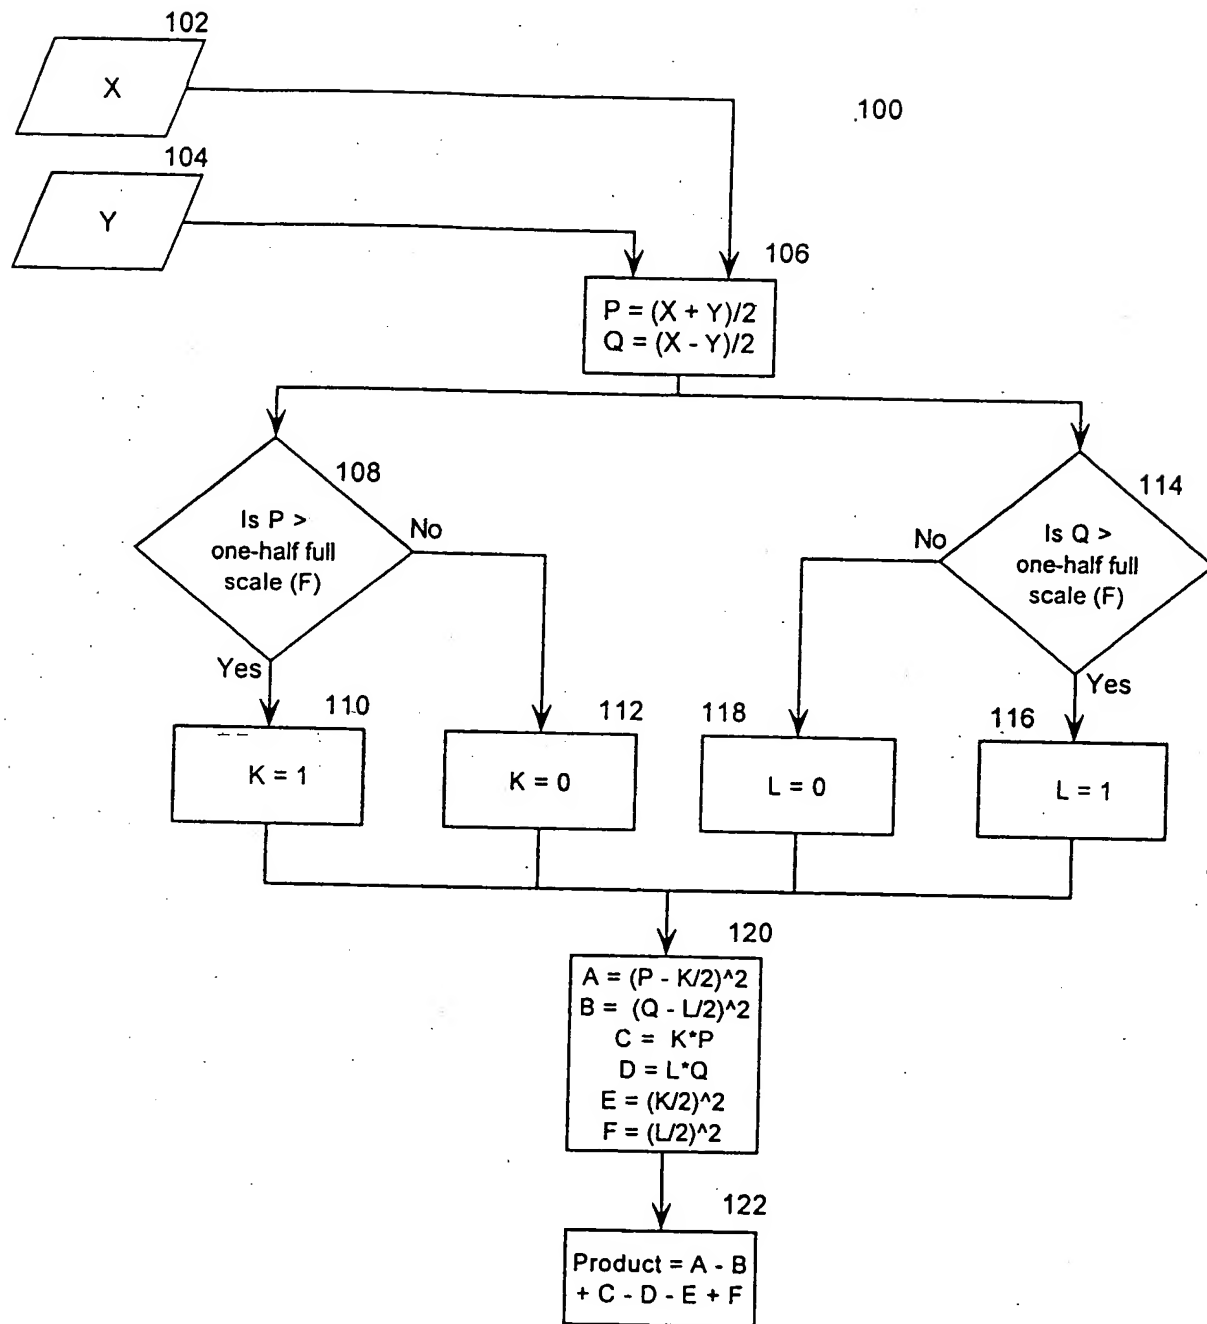 102
X
.100
104
Y
106
P = (X + Y)/2
Q = (X - Y)/2
108
Is P >
one-half full
scale (F)
No
Yes
114
Is Q >
one-half full
scale (F)
No
Yes
110
K = 1
112
K = 0
118
L = 0
116
L = 1
120
A = (P - K/2)^2
B = (Q - L/2)^2
C = K*P
D = L*Q
E = (K/2)^2
F = (L/2)^2
122
Product = A - B
+ C - D - E + F